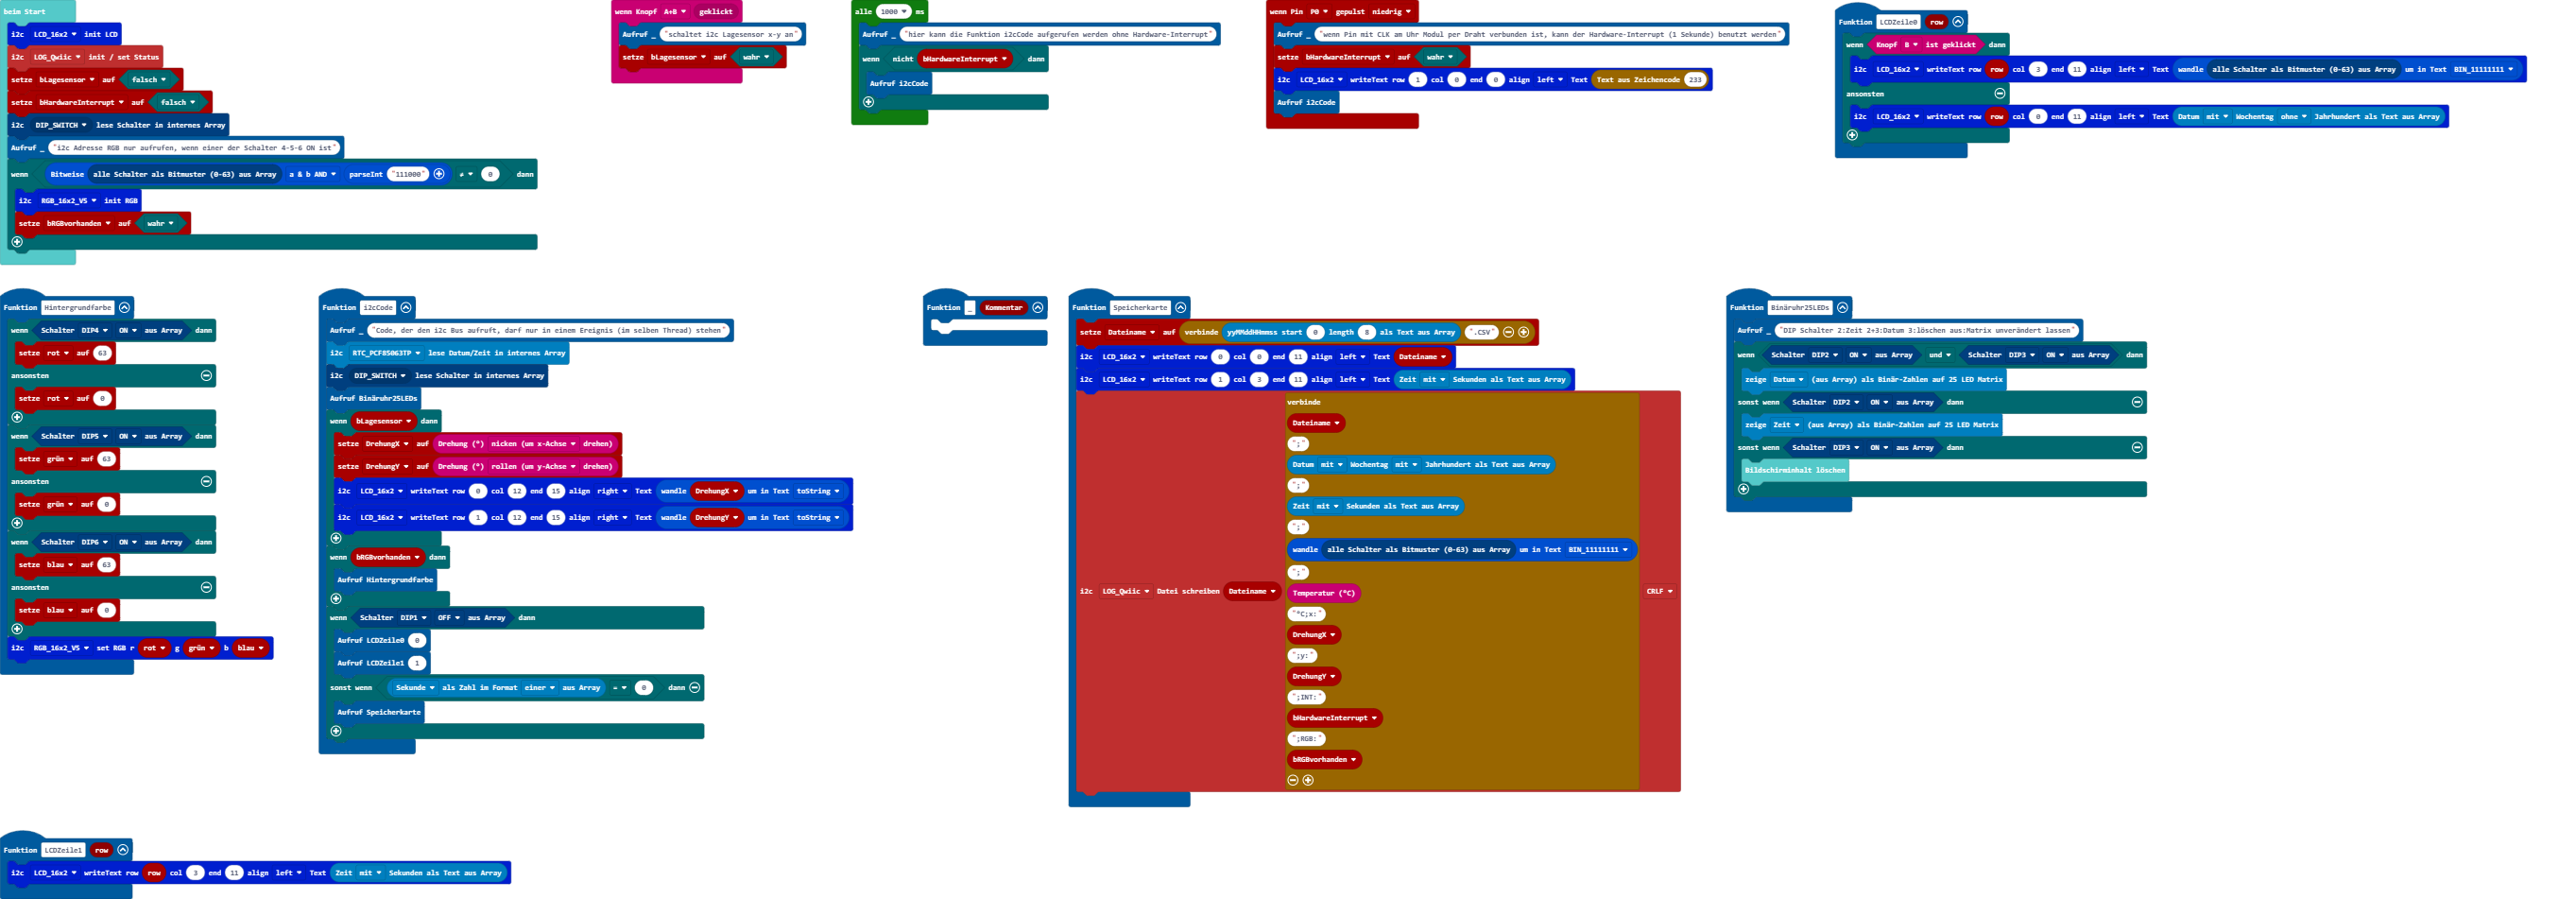 beim Start
i2c LCD_16x2 init LCD
i2c LOG_Qwiic init / set Status
setze bLagesensor auf falsch
setze bHardwareInterrupt auf falsch
i2c DIP_SWITCH lese Schalter in internes Array
Aufruf _ "i2c Adresse RGB nur aufrufen, wenn einer der Schalter 4-5-6 ON ist"
wenn Bitweise alle Schalter als Bitmuster (0-63) aus Array a & b AND parseInt "111000" ≠ 0 dann
i2c RGB_16x2_V5 init RGB
setze bRGBvorhanden auf wahr
wenn Knopf A+B geklickt
Aufruf _ "schaltet i2c Lagesensor x-y an"
setze bLagesensor auf wahr
alle 1000 ms
Aufruf _ "hier kann die Funktion i2cCode aufgerufen werden ohne Hardware-Interrupt"
wenn nicht bHardwareInterrupt dann
Aufruf i2cCode
wenn Pin P0 gepulst niedrig
Aufruf _ "wenn Pin mit CLK am Uhr Modul per Draht verbunden ist, kann der Hardware-Interrupt (1 Sekunde) benutzt werden"
setze bHardwareInterrupt auf wahr
i2c LCD_16x2 writeText row 1 col 0 end 0 align left Text Text aus Zeichencode 233
Aufruf i2cCode
Funktion LCDZeile0 row
wenn Knopf B ist geklickt dann
i2c LCD_16x2 writeText row row col 3 end 11 align left Text wandle alle Schalter als Bitmuster (0-63) aus Array um in Text BIN_11111111
ansonsten
i2c LCD_16x2 writeText row row col 0 end 11 align left Text Datum mit Wochentag ohne Jahrhundert als Text aus Array
Funktion Hintergrundfarbe
wenn Schalter DIP4 ON aus Array dann
setze rot auf 63
ansonsten
setze rot auf 0
wenn Schalter DIP5 ON aus Array dann
setze grün auf 63
ansonsten
setze grün auf 0
wenn Schalter DIP6 ON aus Array dann
setze blau auf 63
ansonsten
setze blau auf 0
i2c RGB_16x2_V5 set RGB r rot g grün b blau
Funktion i2cCode
Aufruf _ "Code, der den i2c Bus aufruft, darf nur in einem Ereignis (im selben Thread) stehen"
i2c RTC_PCF85063TP lese Datum/Zeit in internes Array
i2c DIP_SWITCH lese Schalter in internes Array
Aufruf Binäruhr25LEDs
wenn bLagesensor dann
setze DrehungX auf Drehung (°) nicken (um x-Achse drehen)
setze DrehungY auf Drehung (°) rollen (um y-Achse drehen)
i2c LCD_16x2 writeText row 0 col 12 end 15 align right Text wandle DrehungX um in Text toString
i2c LCD_16x2 writeText row 1 col 12 end 15 align right Text wandle DrehungY um in Text toString
wenn bRGBvorhanden dann
Aufruf Hintergrundfarbe
wenn Schalter DIP1 OFF aus Array dann
Aufruf LCDZeile0 0
Aufruf LCDZeile1 1
sonst wenn Sekunde als Zahl im Format einer aus Array = 0 dann
Aufruf Speicherkarte
Funktion _ Kommentar
Funktion Speicherkarte
setze Dateiname auf verbinde yyMMddHHmmss start 0 length 8 als Text aus Array ".CSV"
i2c LCD_16x2 writeText row 0 col 0 end 11 align left Text Dateiname
i2c LCD_16x2 writeText row 1 col 3 end 11 align left Text Zeit mit Sekunden als Text aus Array
verbinde
Dateiname
";"
Datum mit Wochentag mit Jahrhundert als Text aus Array
";"
Zeit mit Sekunden als Text aus Array
";"
wandle alle Schalter als Bitmuster (0-63) aus Array um in Text BIN_11111111
";"
i2c LOG_Qwiic Datei schreiben Dateiname Temperatur (°C) CRLF
"°C;x:"
DrehungX
";y:"
DrehungY
";INT:"
bHardwareInterrupt
";RGB:"
bRGBvorhanden
Funktion Binäruhr25LEDs
Aufruf _ "DIP Schalter 2:Zeit 2+3:Datum 3:löschen aus:Matrix unverändert lassen"
wenn Schalter DIP2 ON aus Array und Schalter DIP3 ON aus Array dann
zeige Datum (aus Array) als Binär-Zahlen auf 25 LED Matrix
sonst wenn Schalter DIP2 ON aus Array dann
zeige Zeit (aus Array) als Binär-Zahlen auf 25 LED Matrix
sonst wenn Schalter DIP3 ON aus Array dann
Bildschirminhalt löschen
Funktion LCDZeile1 row
i2c LCD_16x2 writeText row row col 3 end 11 align left Text Zeit mit Sekunden als Text aus Array